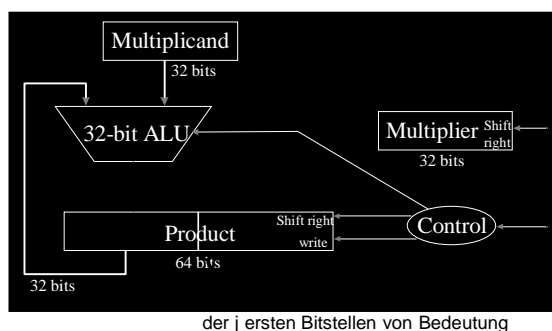 Multiplicand
32 bits
32-bit ALU
Multiplier
Shift
right
32 bits
Shift right
Product
write
Control
64 bits
32 bits
der j ersten Bitstellen von Bedeutung